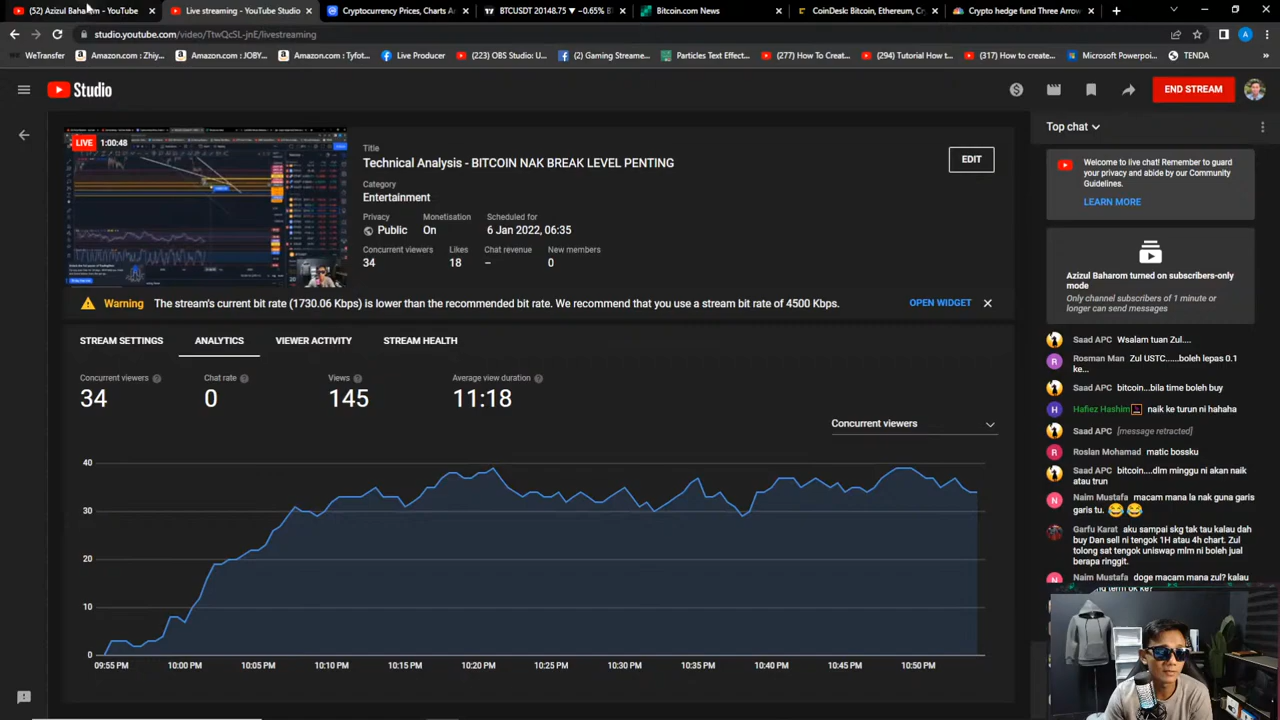 (52) Azizul Baharom - YouTube
Live streaming - YouTube Studio
Cryptocurrency Prices, Charts A
BTCUSDT 20148.75 ▼ −0.65% B
Bitcoin.com News
CoinDesk: Bitcoin, Ethereum, C
Crypto hedge fund Three Arrow
studio.youtube.com/video/TtwQcSL-jnE/livestreaming
WeTransfer
Amazon.com : Zhiy...
Amazon.com : JOBY...
Amazon.com : Tyfot...
Live Producer
(223) OBS Studio: U...
(2) Gaming Streame...
Particles Text Effect...
(277) How To Creat...
(294) Tutorial How t...
(317) How to create...
Microsoft Powerpoi...
TENDA
Studio
END STREAM
LIVE 1:00:48
Title
Technical Analysis - BITCOIN NAK BREAK LEVEL PENTING
EDIT
Category
Entertainment
Privacy Monetisation Scheduled for
Public On 6 Jan 2022, 06:35
Concurrent viewers Likes Chat revenue New members
34 18 – 0
Warning The stream's current bit rate (1730.06 Kbps) is lower than the recommended bit rate. We recommend that you use a stream bit rate of 4500 Kbps.
OPEN WIDGET
STREAM SETTINGS ANALYTICS VIEWER ACTIVITY STREAM HEALTH
Concurrent viewers Chat rate Views Average view duration
34 0 145 11:18
Concurrent viewers
40
30
20
10
0
09:55 PM 10:00 PM 10:05 PM 10:10 PM 10:15 PM 10:20 PM 10:25 PM 10:30 PM 10:35 PM 10:40 PM 10:45 PM 10:50 PM
Top chat
Welcome to live chat! Remember to guard
your privacy and abide by our Community
Guidelines.
LEARN MORE
Azizul Baharom turned on subscribers-only
mode
Only channel subscribers of 1 minute or
longer can send messages
Saad APC Wsalam tuan Zul....
Rosman Man Zul USTC......boleh lepas 0.1
ke...
Saad APC bitcoin...bila time boleh buy
Hafiez Hashim naik ke turun ni hahaha
Saad APC [message retracted]
Roslan Mohamad matic bossku
Saad APC bitcoin....dlm minggu ni akan naik
atau trun
Naim Mustafa macam mana la nak guna garis
garis tu. 😂 😂
Garfu Karat aku sampai skg tak tau kalau dah
buy Dan sell ni tengok 1H atau 4h chart. Zul
tolong sat tengok uniswap mlm ni boleh jual
berapa ringgit.
Naim Mustafa doge macam mana zul? kalau